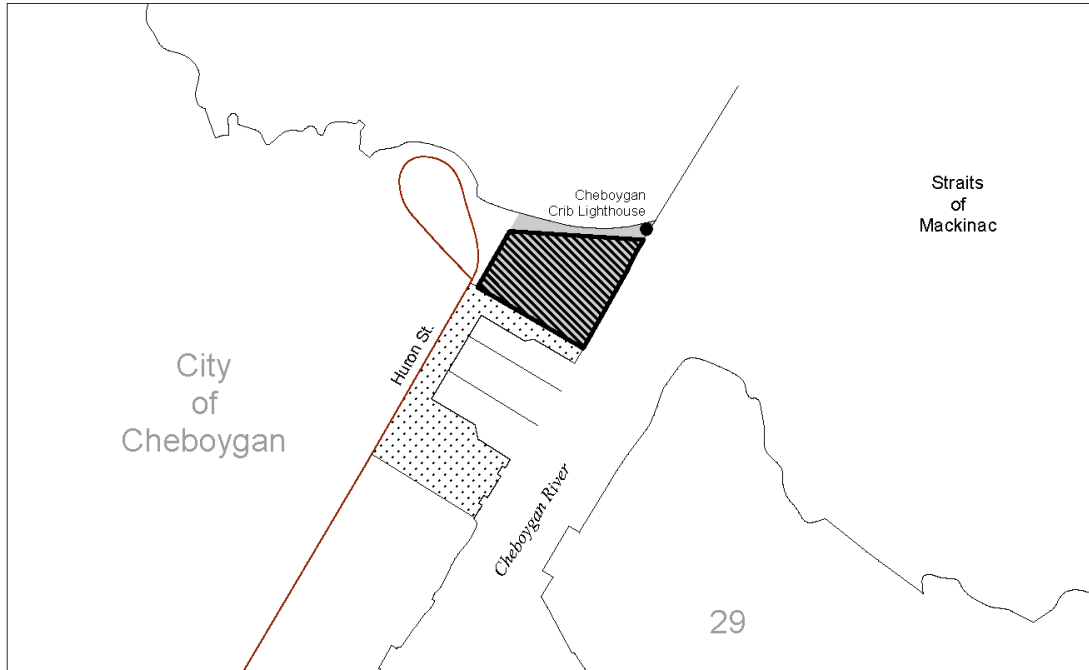 Cheboygan
Crib Lighthouse
Straits
of
Mackinac
Huron St.
City
of
Cheboygan
Cheboygan River
29